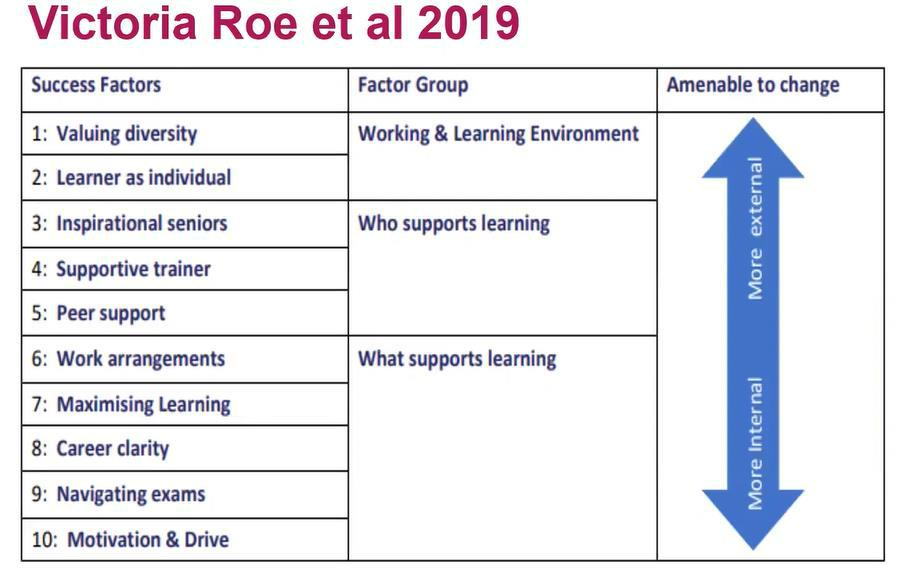 Victoria Roe et al 2019
Success Factors
Factor Group
Amenable to change
1: Valuing diversity
Working & Learning Environment
2: Learner as individual
3: Inspirational seniors
Who supports learning
4: Supportive trainer
5: Peer support
6: Work arrangements
What supports learning
7: Maximising Learning
8: Career clarity
9: Navigating exams
10: Motivation & Drive
More external
More Internal